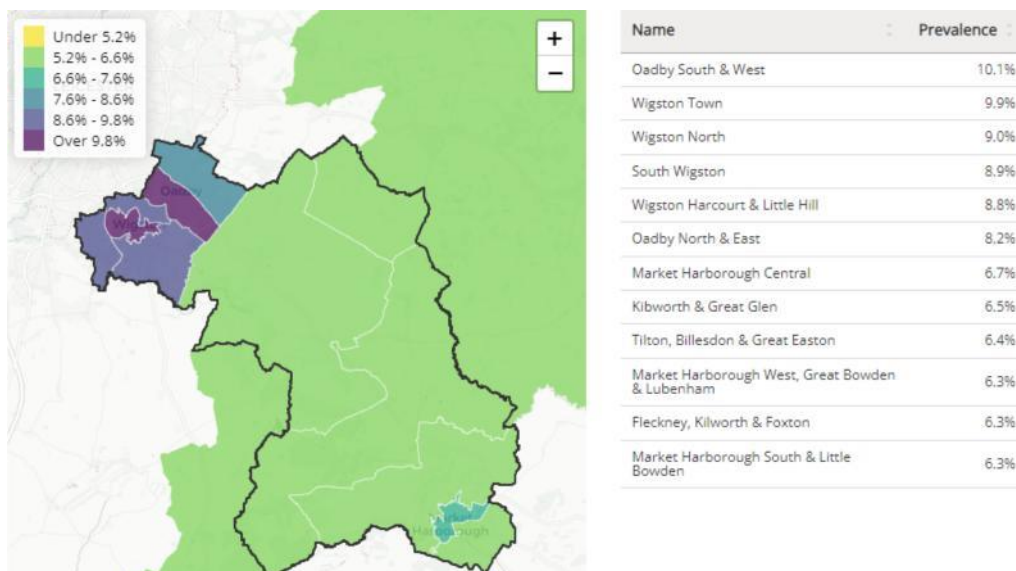 Under 5.2%
5.2% - 6.6%
6.6% - 7.6%
7.6% - 8.6%
8.6% - 9.8%
Over 9.8%
+
−
Oadby
Market
Harborough
Name Prevalence
Oadby South & West 10.1%
Wigston Town 9.9%
Wigston North 9.0%
South Wigston 8.9%
Wigston Harcourt & Little Hill 8.8%
Oadby North & East 8.2%
Market Harborough Central 6.7%
Kibworth & Great Glen 6.5%
Tilton, Billesdon & Great Easton 6.4%
Market Harborough West, Great Bowden
& Lubenham 6.3%
Fleckney, Kilworth & Foxton 6.3%
Market Harborough South & Little
Bowden 6.3%